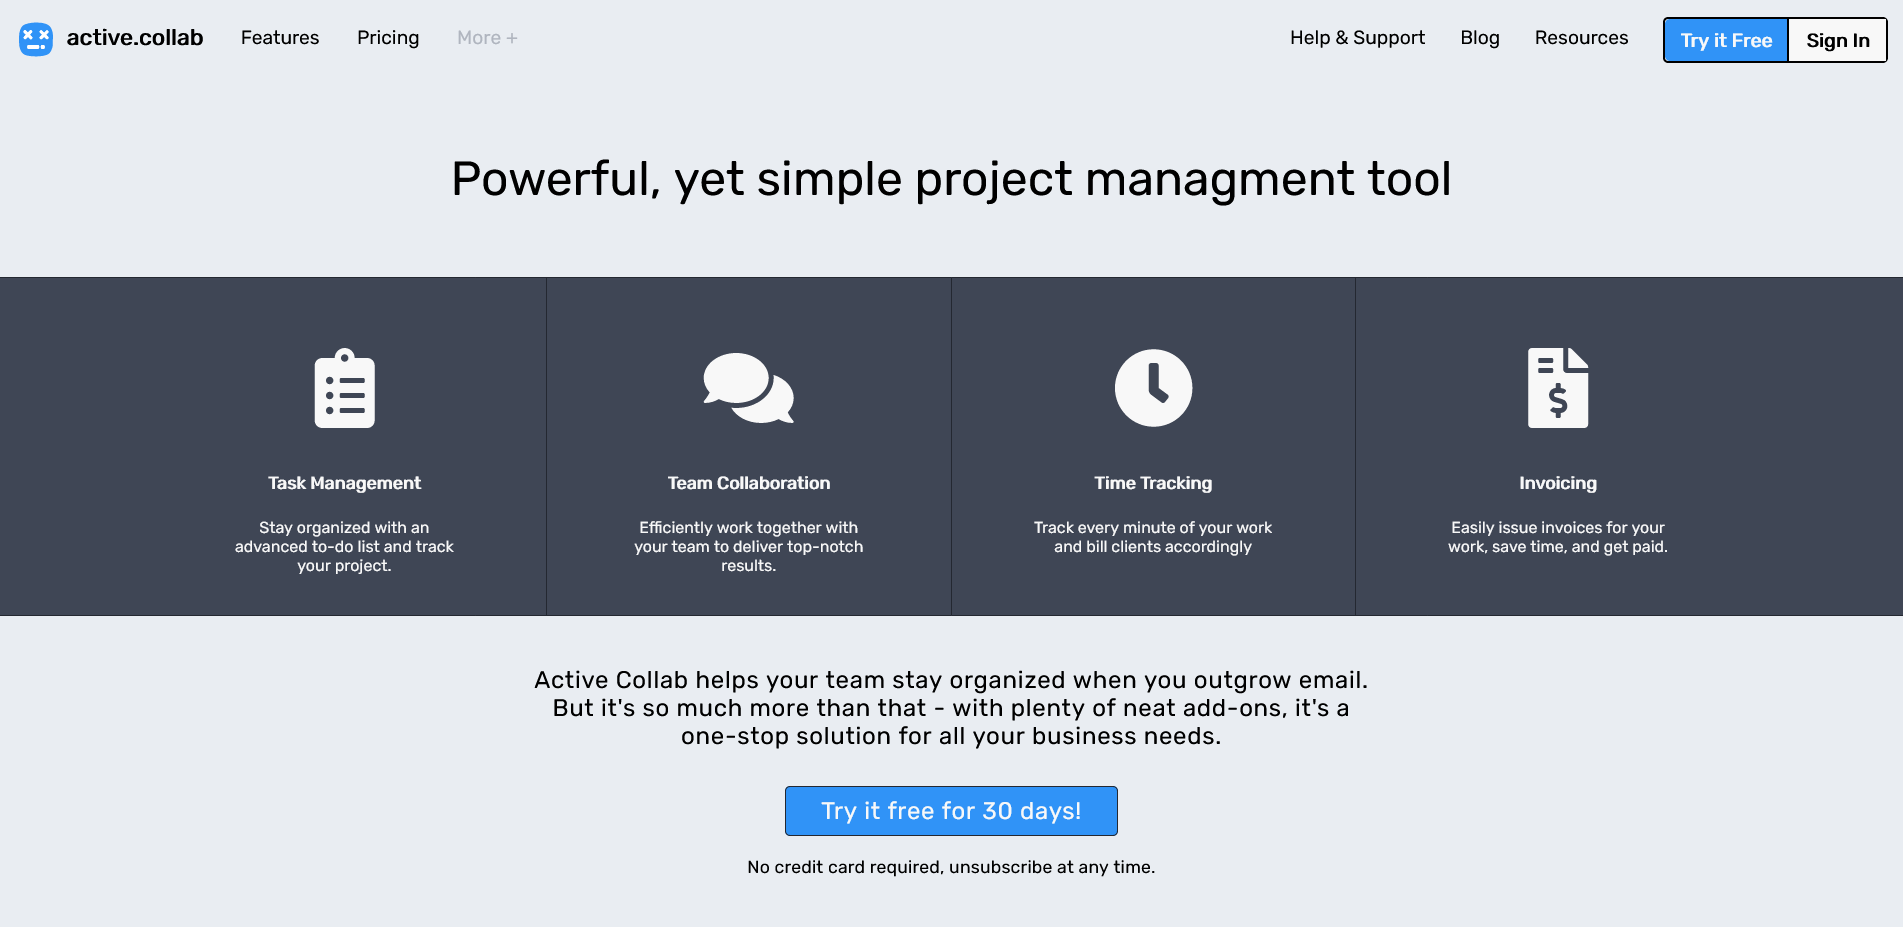 active.collab
Features
Pricing
More +
Help & Support
Blog
Resources
Try it Free
Sign In
Powerful, yet simple project managment tool
Task Management
Stay organized with an
advanced to-do list and track
your project.
Team Collaboration
Efficiently work together with
your team to deliver top-notch
results.
Time Tracking
Track every minute of your work
and bill clients accordingly
Invoicing
Easily issue invoices for your
work, save time, and get paid.
Active Collab helps your team stay organized when you outgrow email.
But it's so much more than that - with plenty of neat add-ons, it's a
one-stop solution for all your business needs.
Try it free for 30 days!
No credit card required, unsubscribe at any time.